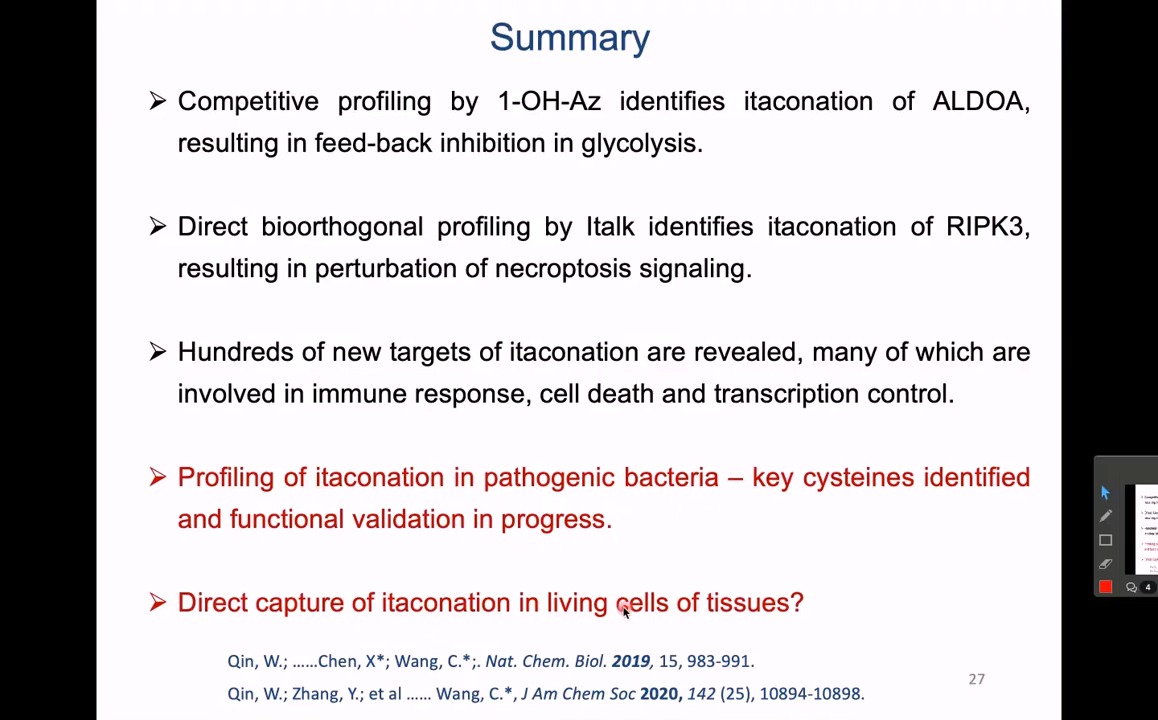 Summary
➢ Competitive profiling by 1-OH-Az identifies itaconation of ALDOA,
resulting in feed-back inhibition in glycolysis.
➢ Direct bioorthogonal profiling by Italk identifies itaconation of RIPK3,
resulting in perturbation of necroptosis signaling.
➢ Hundreds of new targets of itaconation are revealed, many of which are
involved in immune response, cell death and transcription control.
➢ Profiling of itaconation in pathogenic bacteria – key cysteines identified
and functional validation in progress.
➢ Direct capture of itaconation in living cells of tissues?
Qin, W.; ……Chen, X*; Wang, C.*;. Nat. Chem. Biol. 2019, 15, 983-991.
Qin, W.; Zhang, Y.; et al …… Wang, C.*, J Am Chem Soc 2020, 142 (25), 10894-10898.
27
4